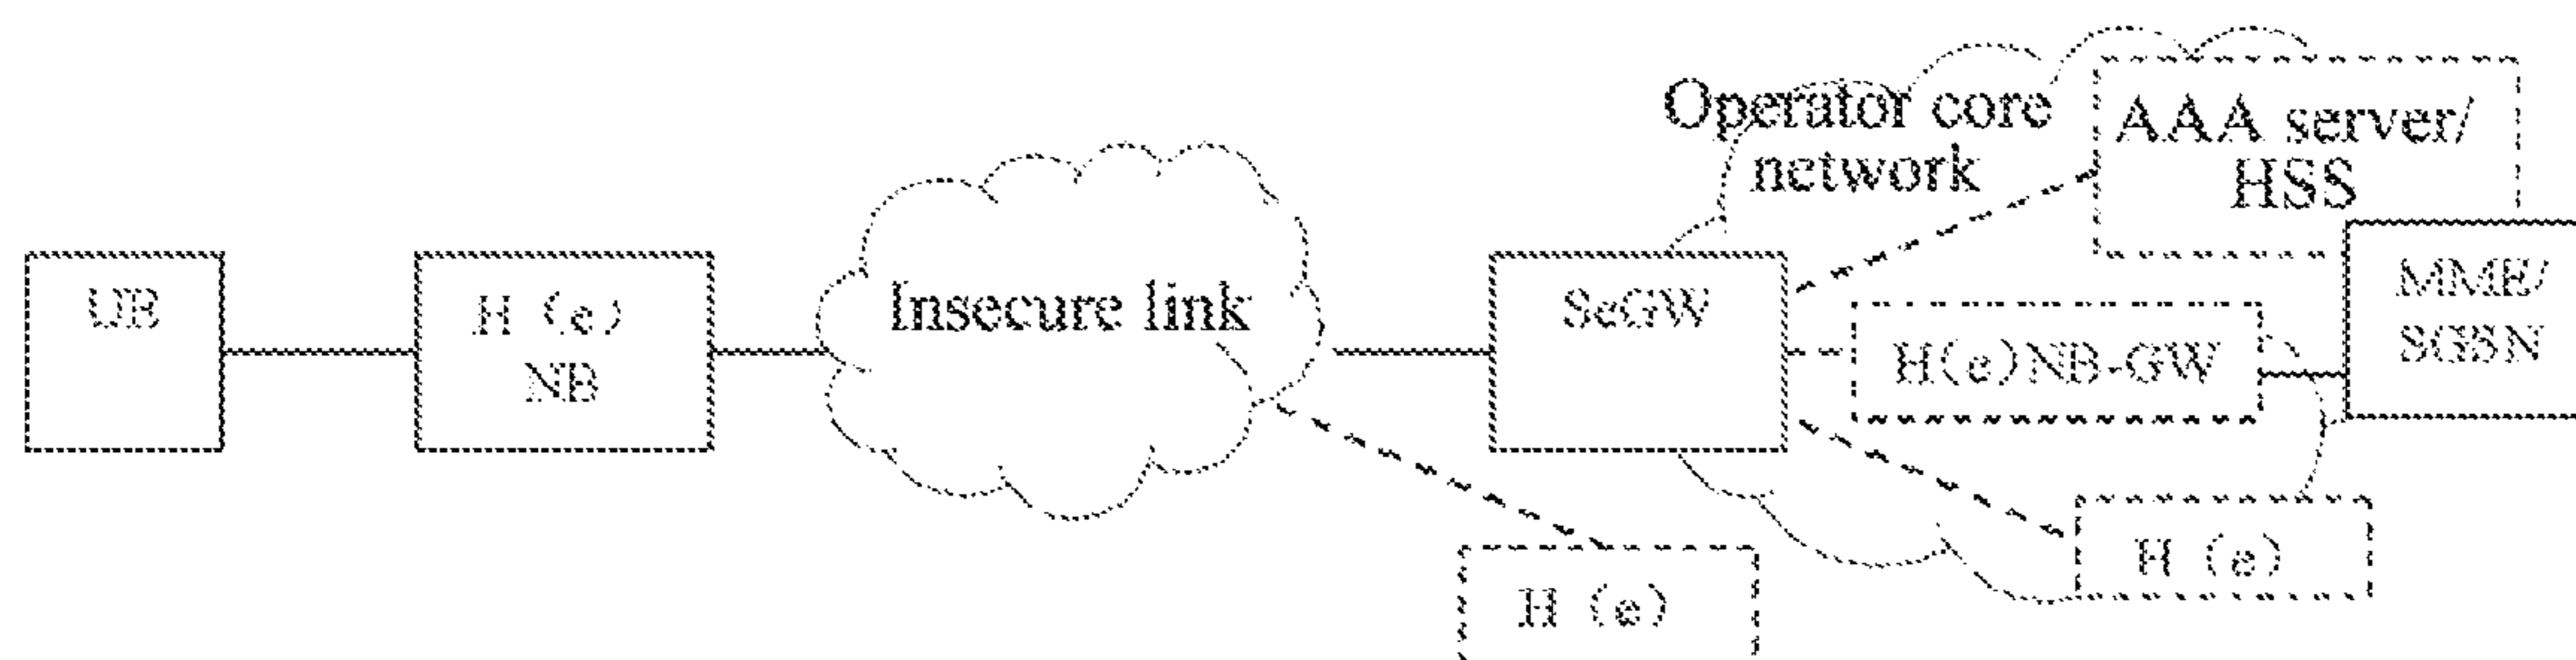 Operator core
network
AAA server/
HSS
UE
H (e)
NB
Insecure link
SeGW
H(e)NB-GW
MME/
SGSN
H (e)
H (e)